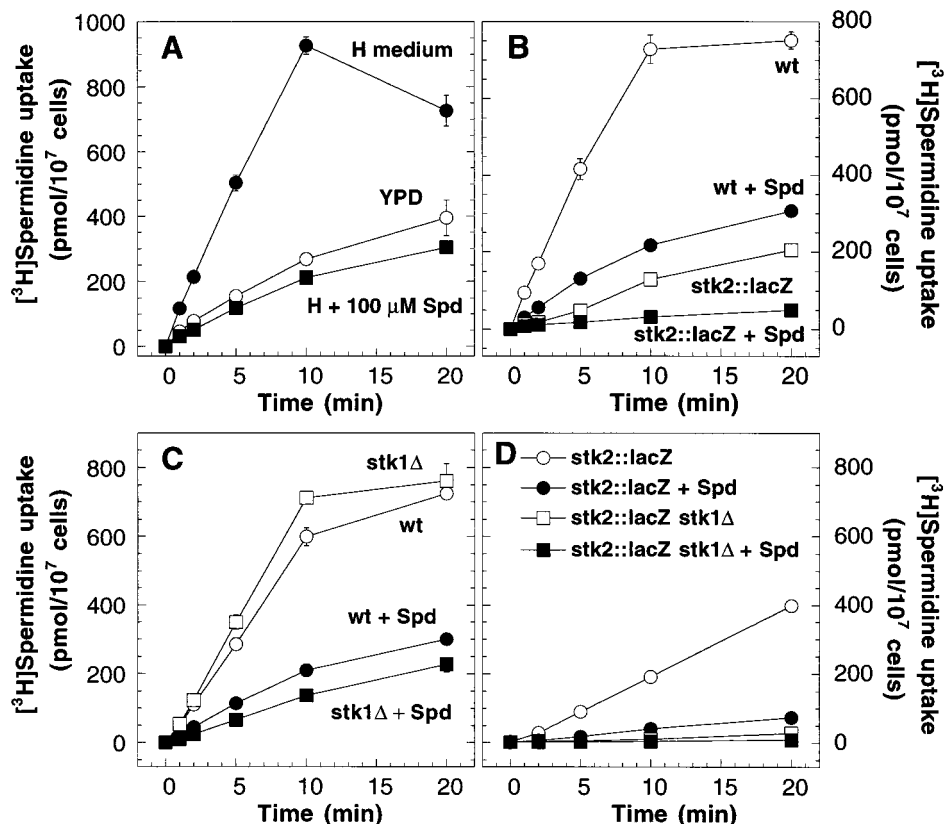 A
H medium
YPD
H + 100 μM Spd
1000
800
600
400
200
0
[³H]Spermidine uptake
(pmol/10⁷ cells)
0 5 10 15 20
Time (min)
B
wt
wt + Spd
stk2::lacZ
stk2::lacZ + Spd
800
600
400
200
0
[³H]Spermidine uptake
(pmol/10⁷ cells)
0 5 10 15 20
Time (min)
C
stk1Δ
wt
wt + Spd
stk1Δ + Spd
800
600
400
200
0
[³H]Spermidine uptake
(pmol/10⁷ cells)
0 5 10 15 20
Time (min)
D
stk2::lacZ
stk2::lacZ + Spd
stk2::lacZ stk1Δ
stk2::lacZ stk1Δ + Spd
800
600
400
200
0
[³H]Spermidine uptake
(pmol/10⁷ cells)
0 5 10 15 20
Time (min)